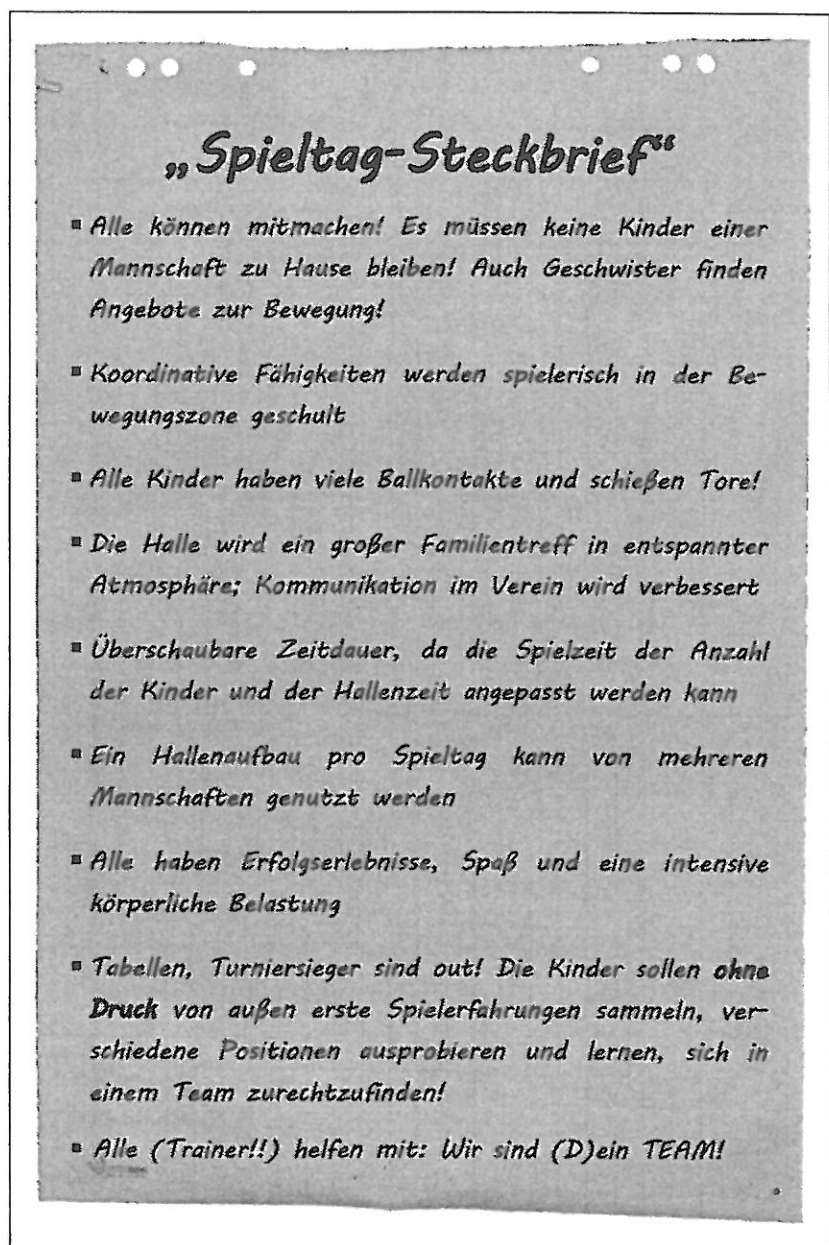 „Spieltag-Steckbrief“
▪ Alle können mitmachen! Es müssen keine Kinder einer
Mannschaft zu Hause bleiben! Auch Geschwister finden
Angebote zur Bewegung!
▪ Koordinative Fähigkeiten werden spielerisch in der Be-
wegungszone geschult
▪ Alle Kinder haben viele Ballkontakte und schießen Tore!
▪ Die Halle wird ein großer Familientreff in entspannter
Atmosphäre; Kommunikation im Verein wird verbessert
▪ Überschaubare Zeitdauer, da die Spielzeit der Anzahl
der Kinder und der Hallenzeit angepasst werden kann
▪ Ein Hallenaufbau pro Spieltag kann von mehreren
Mannschaften genutzt werden
▪ Alle haben Erfolgserlebnisse, Spaß und eine intensive
körperliche Belastung
▪ Tabellen, Turniersieger sind out! Die Kinder sollen ohne
Druck von außen erste Spielerfahrungen sammeln, ver-
schiedene Positionen ausprobieren und lernen, sich in
einem Team zurechtzufinden!
▪ Alle (Trainer!!) helfen mit: Wir sind (D)ein TEAM!